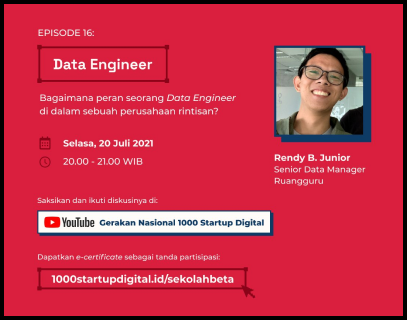 EPISODE 16:
Data Engineer
Bagaimana peran seorang Data Engineer
di dalam sebuah perusahaan rintisan?
Selasa, 20 Juli 2021
20.00 - 21.00 WIB
Rendy B. Junior
Senior Data Manager
Ruangguru
Saksikan dan ikuti diskusinya di:
YouTube Gerakan Nasional 1000 Startup Digital
Dapatkan e-certificate sebagai tanda partisipasi:
1000startupdigital.id/sekolahbeta